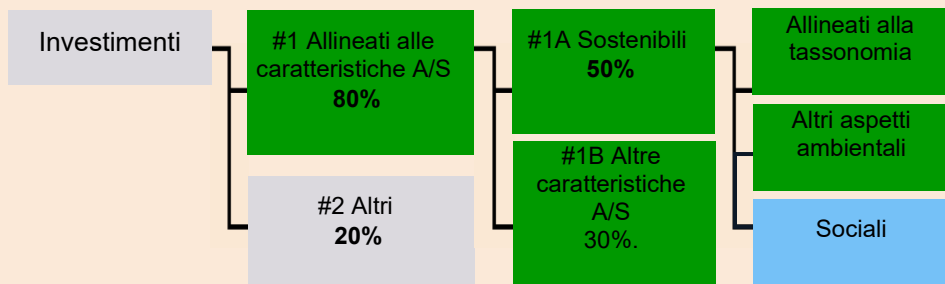 Investimenti
#1 Allineati alle
caratteristiche A/S
80%
#2 Altri
20%
#1A Sostenibili
50%
#1B Altre
caratteristiche
A/S
30%.
Allineati alla
tassonomia
Altri aspetti
ambientali
Sociali